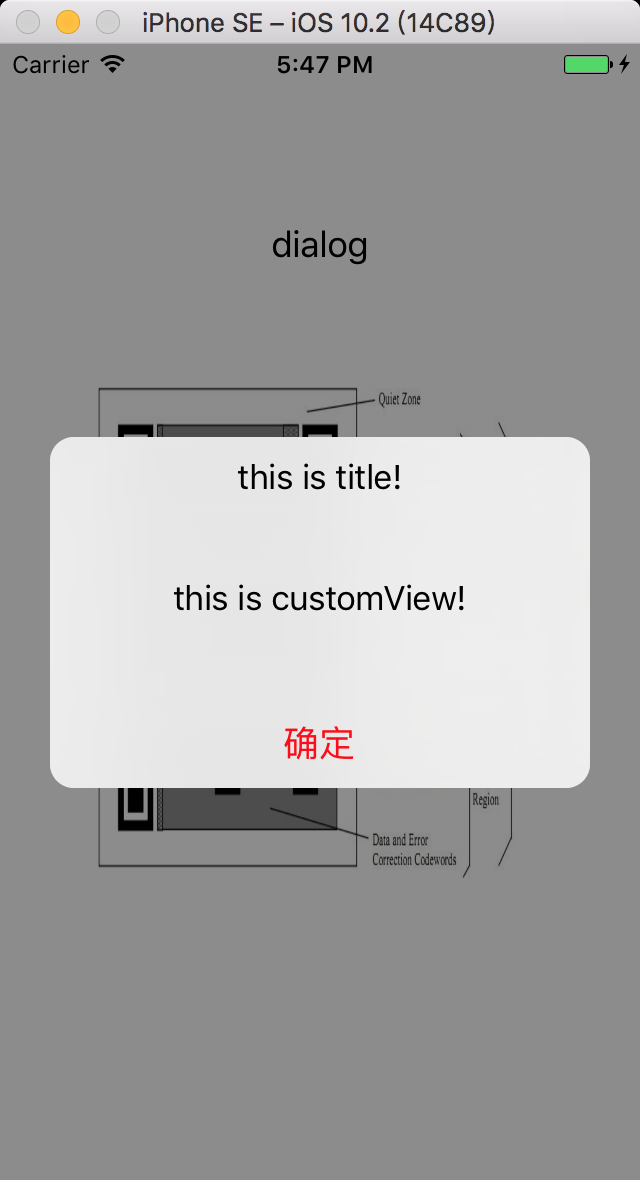 iPhone SE – iOS 10.2 (14C89)
Carrier 5:47 PM
dialog
Quiet Zone
this is title!
this is customView!
确定
Region
Data and Error
Correction Codewords